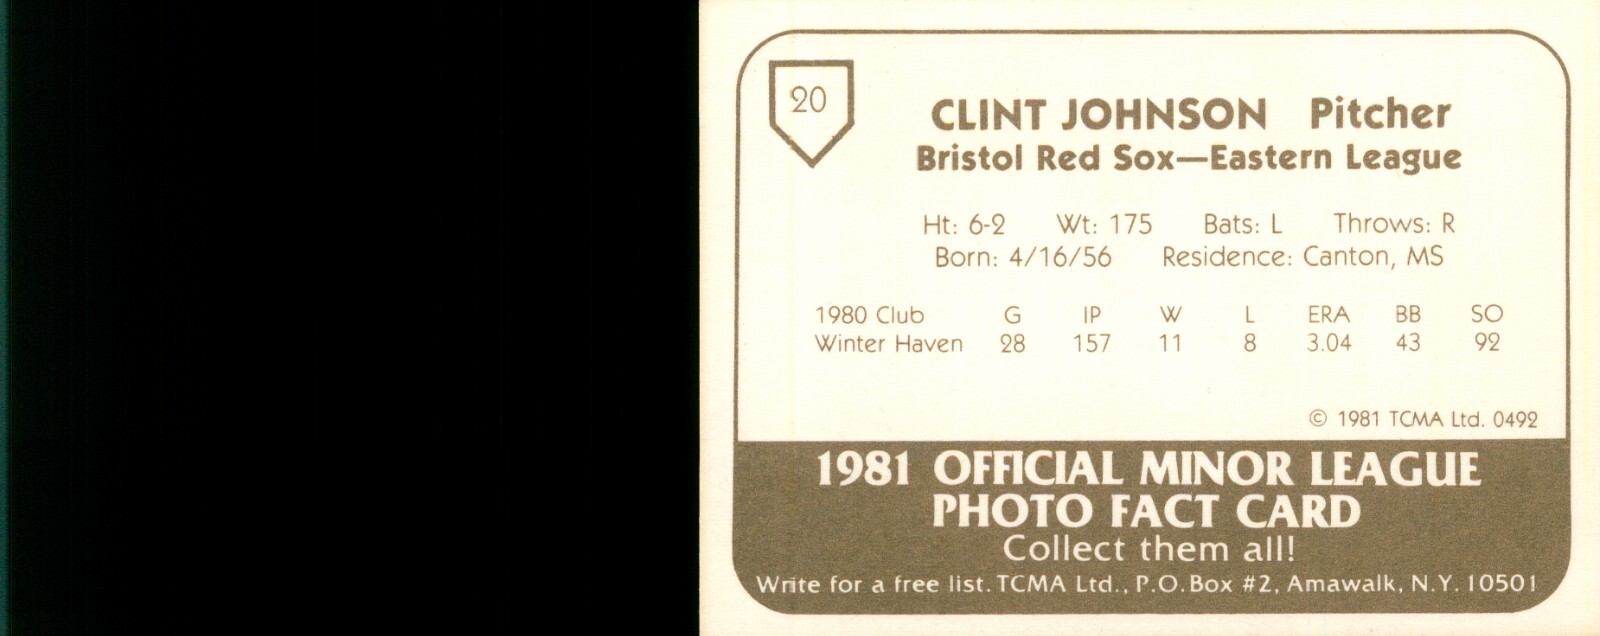 20
CLINT JOHNSON Pitcher
Bristol Red Sox—Eastern League
Ht: 6-2 Wt: 175 Bats: L Throws: R
Born: 4/16/56 Residence: Canton, MS
1980 Club G IP W L ERA BB SO
Winter Haven 28 157 11 8 3.04 43 92
© 1981 TCMA Ltd. 0492
1981 OFFICIAL MINOR LEAGUE
PHOTO FACT CARD
Collect them all!
Write for a free list. TCMA Ltd., P.O. Box #2, Amawalk, N.Y. 10501